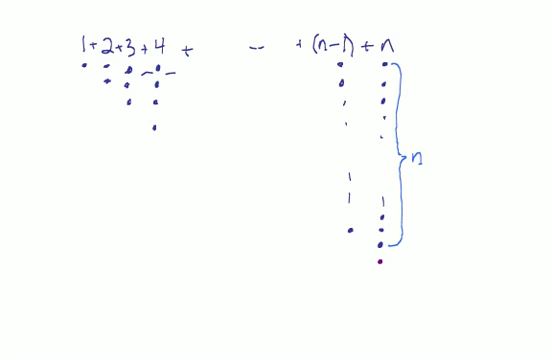 1+2+3+4 + -- + (n-1) + n
n